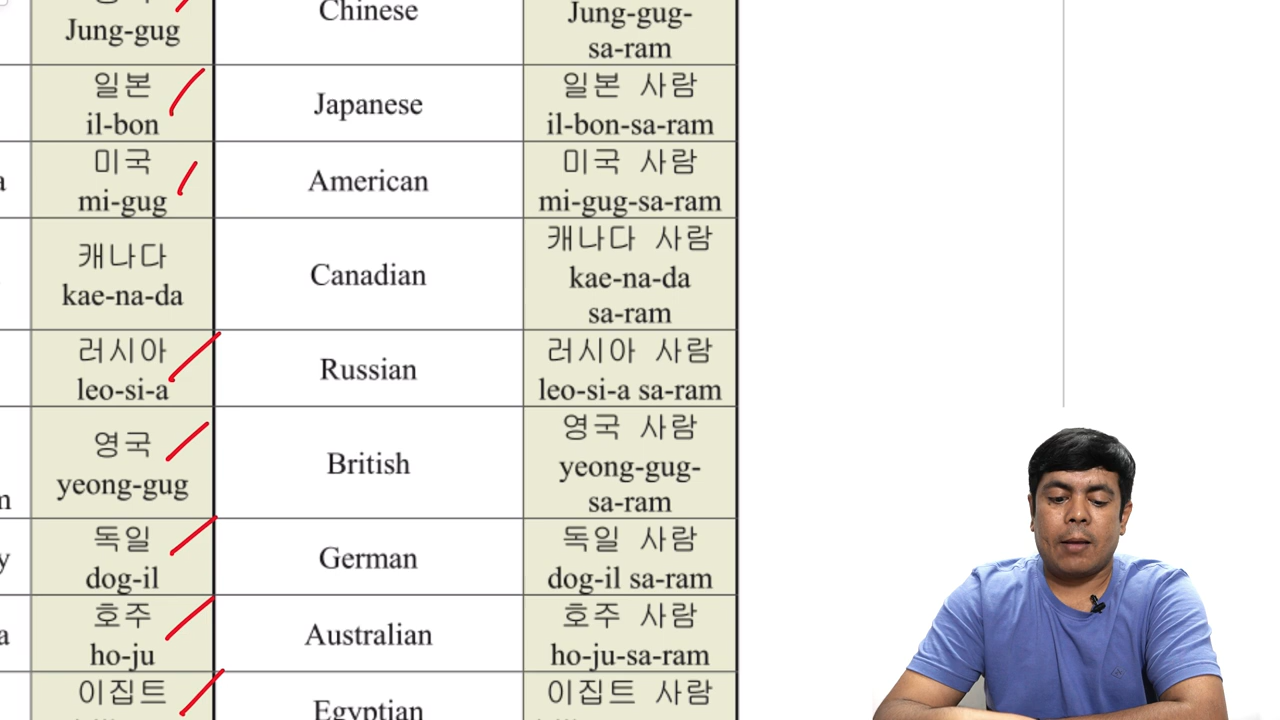 Jung-gug
Chinese
Jung-gug-
sa-ram
일본
il-bon
Japanese
일본 사람
il-bon-sa-ram
a
미국
mi-gug
American
미국 사람
mi-gug-sa-ram
캐나다
kae-na-da
Canadian
캐나다 사람
kae-na-da
sa-ram
러시아
leo-si-a
Russian
러시아 사람
leo-si-a sa-ram
m
영국
yeong-gug
British
영국 사람
yeong-gug-
sa-ram
y
독일
dog-il
German
독일 사람
dog-il sa-ram
a
호주
ho-ju
Australian
호주 사람
ho-ju-sa-ram
이집트
Egyptian
이집트 사람